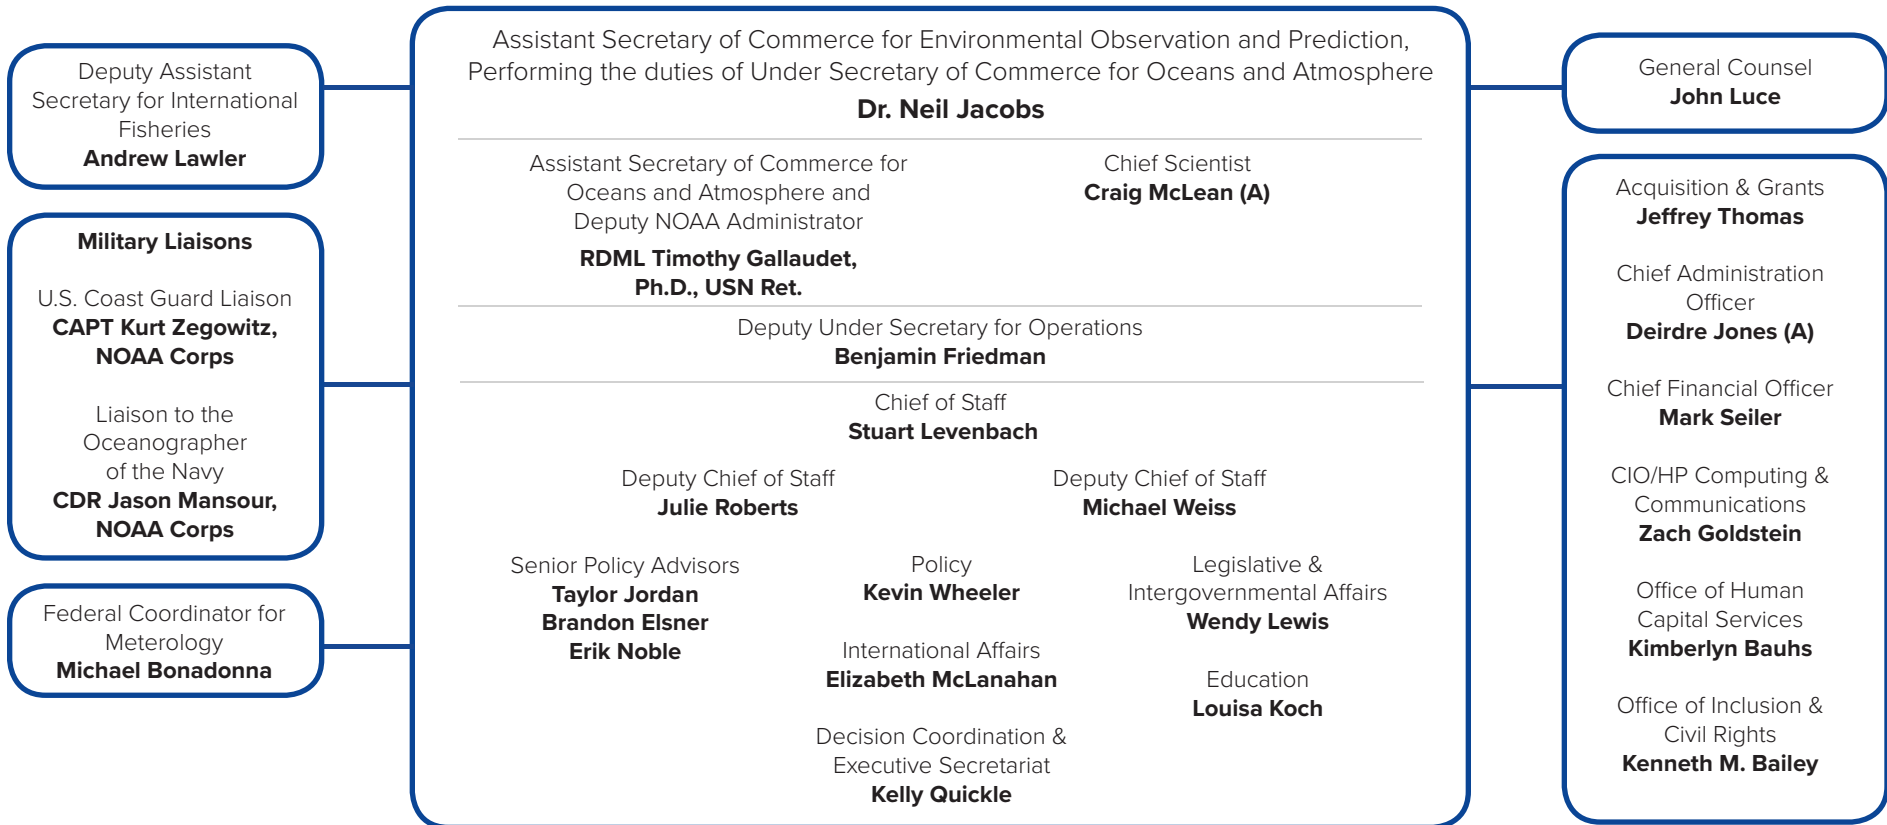 Deputy Assistant
Secretary for International
Fisheries
Andrew Lawler
Military Liaisons
U.S. Coast Guard Liaison
CAPT Kurt Zegowitz,
NOAA Corps
Liaison to the
Oceanographer
of the Navy
CDR Jason Mansour,
NOAA Corps
Federal Coordinator for
Meterology
Michael Bonadonna
Assistant Secretary of Commerce for Environmental Observation and Prediction,
Performing the duties of Under Secretary of Commerce for Oceans and Atmosphere
Dr. Neil Jacobs
Assistant Secretary of Commerce for
Oceans and Atmosphere and
Deputy NOAA Administrator
RDML Timothy Gallaudet,
Ph.D., USN Ret.
Chief Scientist
Craig McLean (A)
Deputy Under Secretary for Operations
Benjamin Friedman
Chief of Staff
Stuart Levenbach
Deputy Chief of Staff
Julie Roberts
Deputy Chief of Staff
Michael Weiss
Senior Policy Advisors
Taylor Jordan
Brandon Elsner
Erik Noble
Policy
Kevin Wheeler
International Affairs
Elizabeth McLanahan
Decision Coordination &
Executive Secretariat
Kelly Quickle
Legislative &
Intergovernmental Affairs
Wendy Lewis
Education
Louisa Koch
General Counsel
John Luce
Acquisition & Grants
Jeffrey Thomas
Chief Administration
Officer
Deirdre Jones (A)
Chief Financial Officer
Mark Seiler
CIO/HP Computing &
Communications
Zach Goldstein
Office of Human
Capital Services
Kimberlyn Bauhs
Office of Inclusion &
Civil Rights
Kenneth M. Bailey